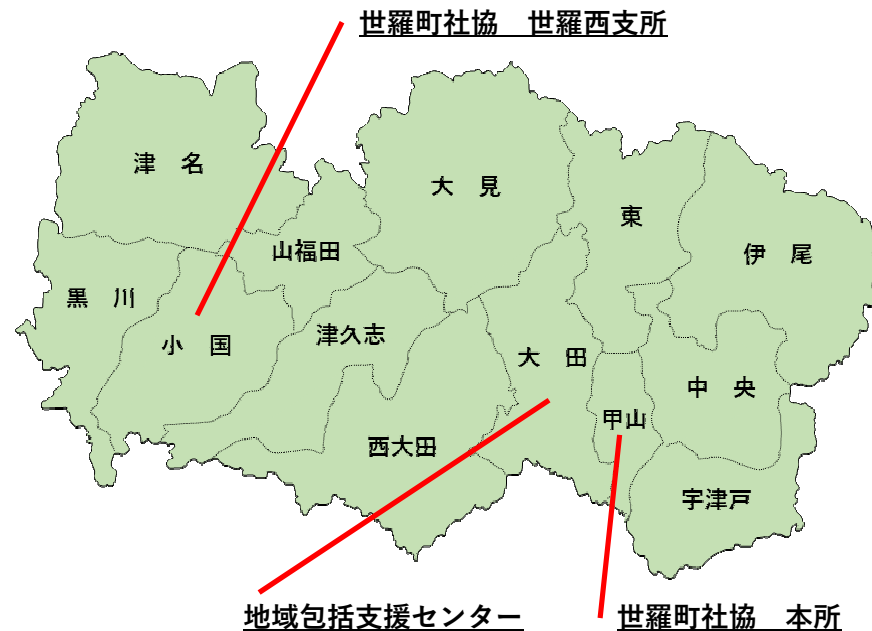 世羅町社協　世羅西支所
津　名
大　見
東
山福田
伊　尾
黒　川
津久志
小　国
大　田
中　央
甲山
西大田
宇津戸
地域包括支援センター
世羅町社協　本所